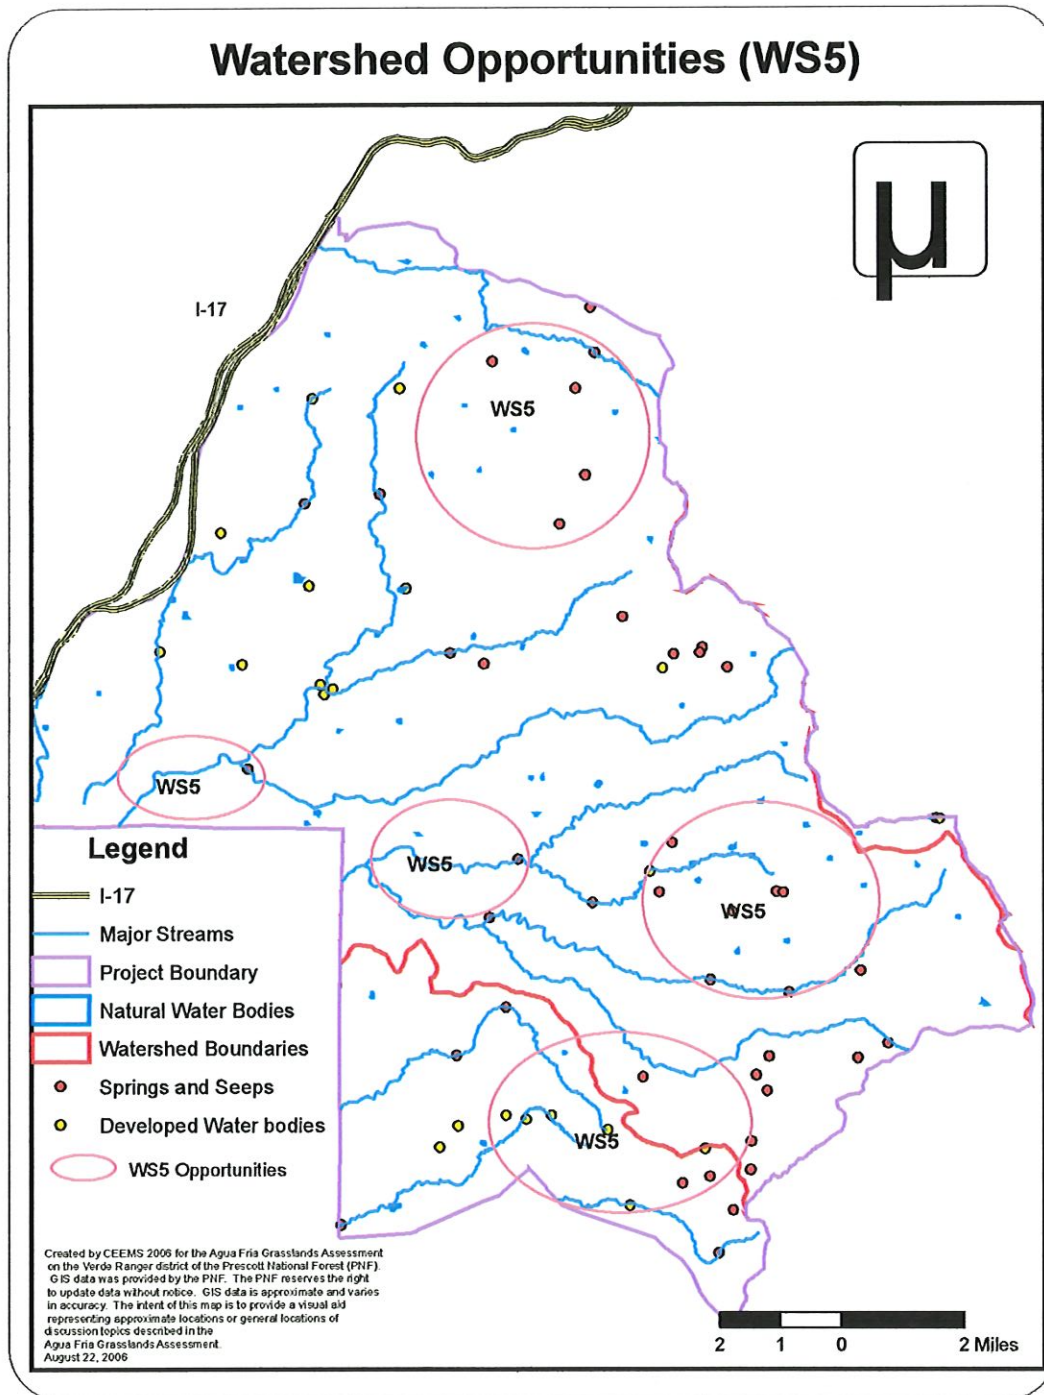 Watershed Opportunities (WS5)
µ
I-17
WS5
WS5
WS5
WS5
WS5
Legend
I-17
Major Streams
Project Boundary
Natural Water Bodies
Watershed Boundaries
Springs and Seeps
Developed Water bodies
WS5 Opportunities
Created by CEEMS 2006 for the Agua Fria Grasslands Assessment
on the Verde Ranger district of the Prescott National Forest (PNF).
GIS data was provided by the PNF. The PNF reserves the right
to update data without notice. GIS data is approximate and varies
in accuracy. The intent of this map is to provide a visual aid
representing approximate locations or general locations of
discussion topics described in the
Agua Fria Grasslands Assessment.
August 22, 2006
2 1 0 2 Miles